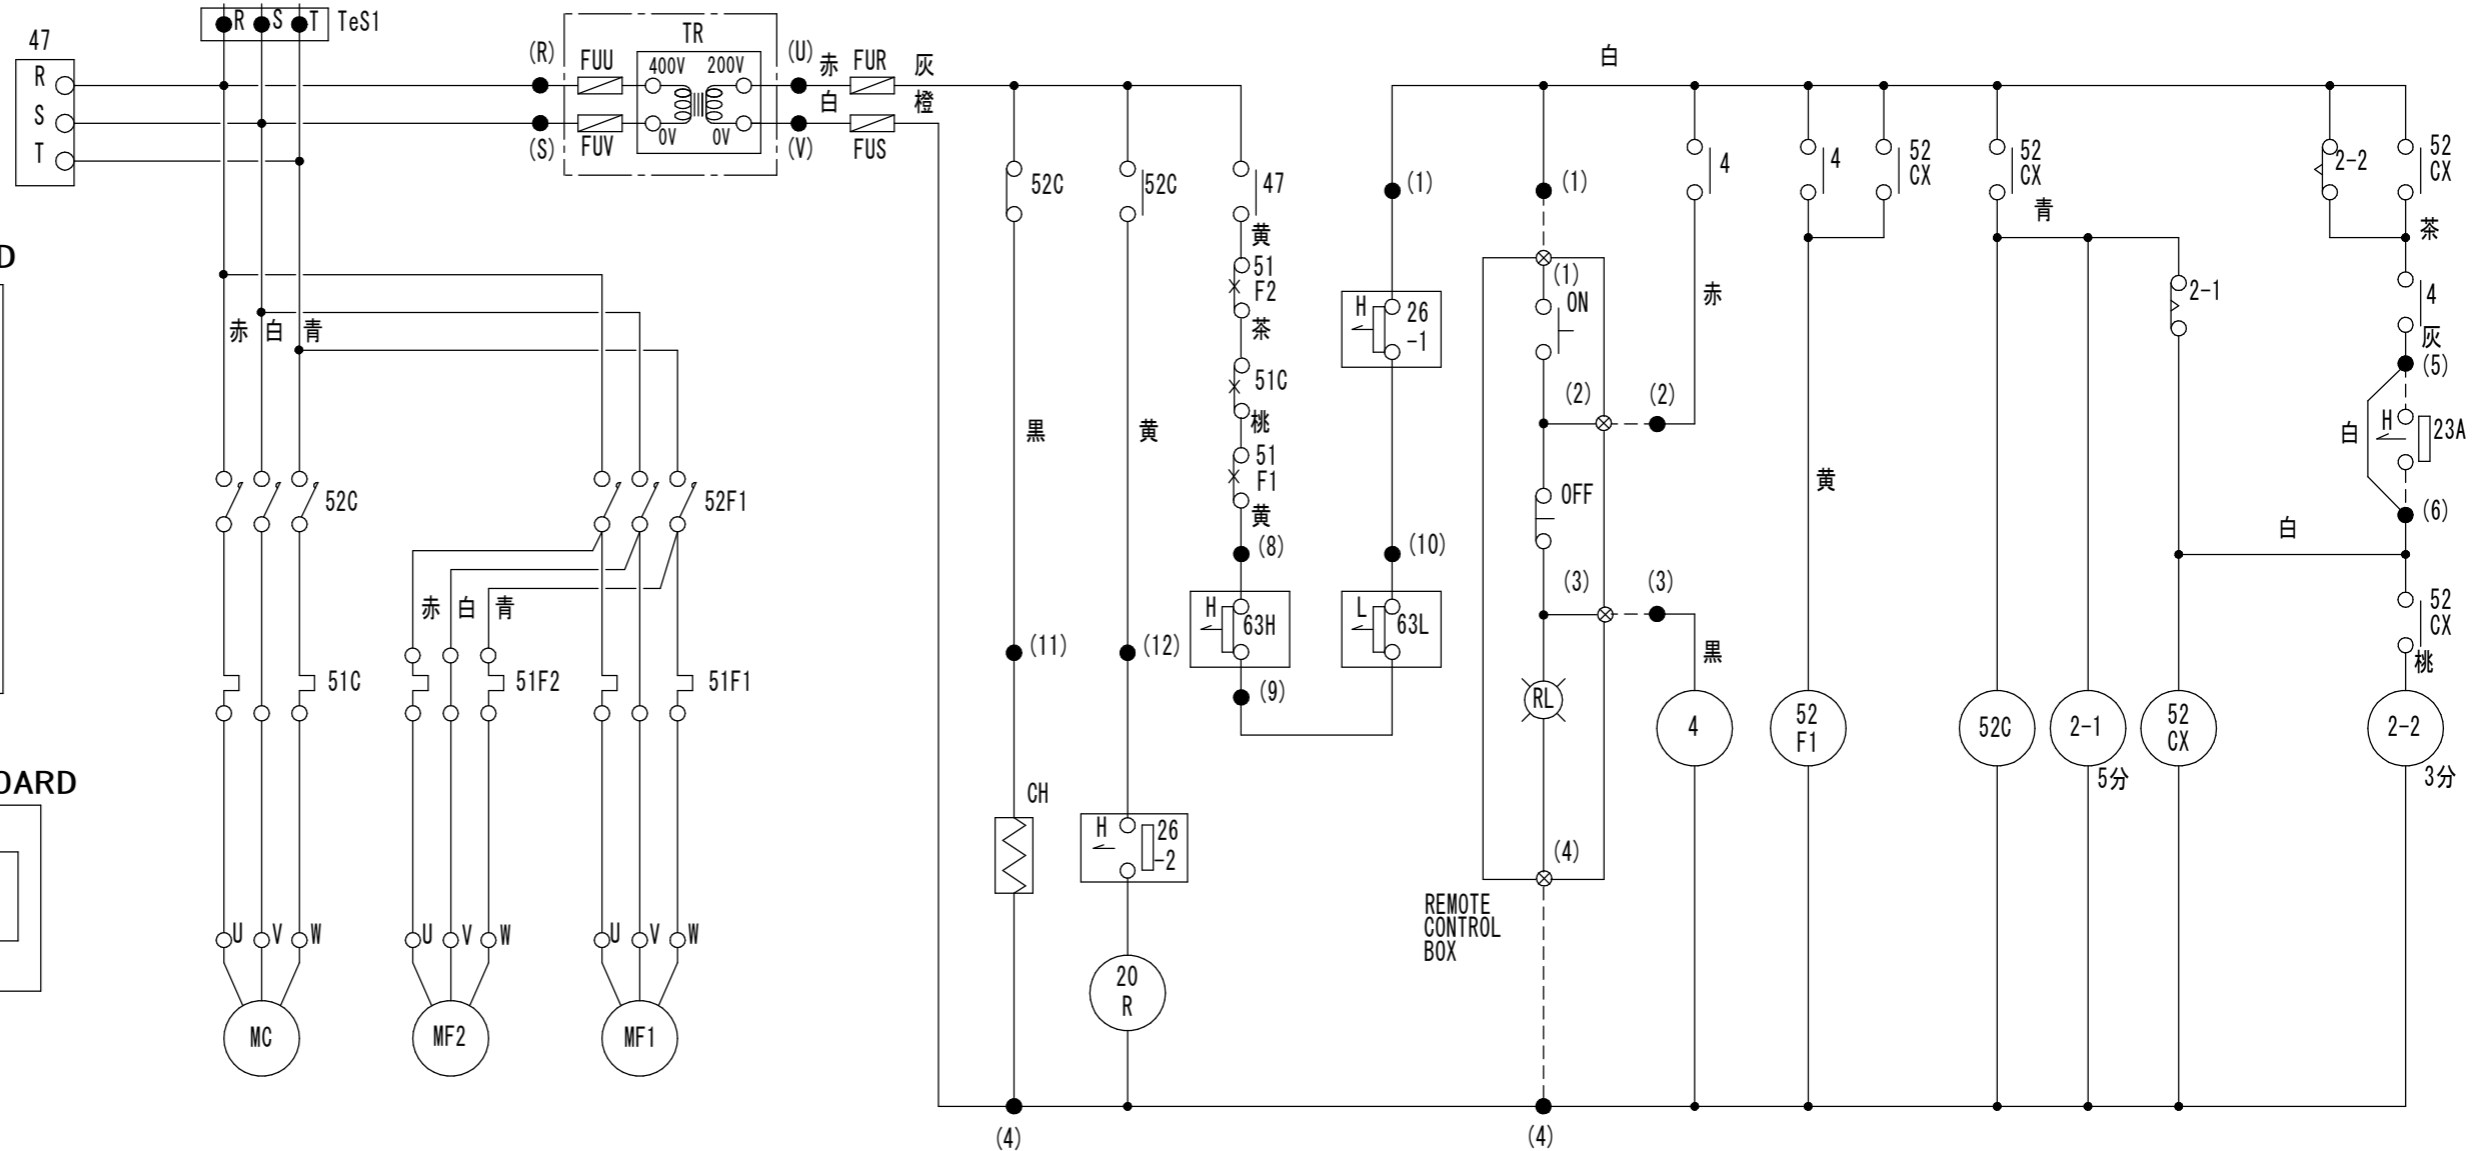 R S T TeS1
47
R
S
T
(R) FUU
(S) FUV
TR
400V 200V
0V 0V
(U) 赤 FUR 灰
白 橙
(V) FUS
D
赤 白 青
52C
52F1
赤 白 青
51C
51F2
51F1
U V W
U V W
U V W
MC
MF2
MF1
OARD
52C
黒
(11)
CH
(4)
52C
黄
(12)
H 26
-2
20
R
47
黄
51
F2
茶
51C
桃
51
F1
黄
(8)
H
63H
(9)
(1)
H 26
-1
(10)
L
63L
白
(1)
(1)
ON
(2) (2)
OFF
(3) (3)
RL
(4)
REMOTE
CONTROL
BOX
(4)
4
赤
黒
4
4
52
CX
黄
52
F1
52
CX
青
52C
2-1
5分
2-1
52
CX
2-2
52
CX
茶
4
灰
(5)
白
H
23A
(6)
白
52
CX
桃
2-2
3分